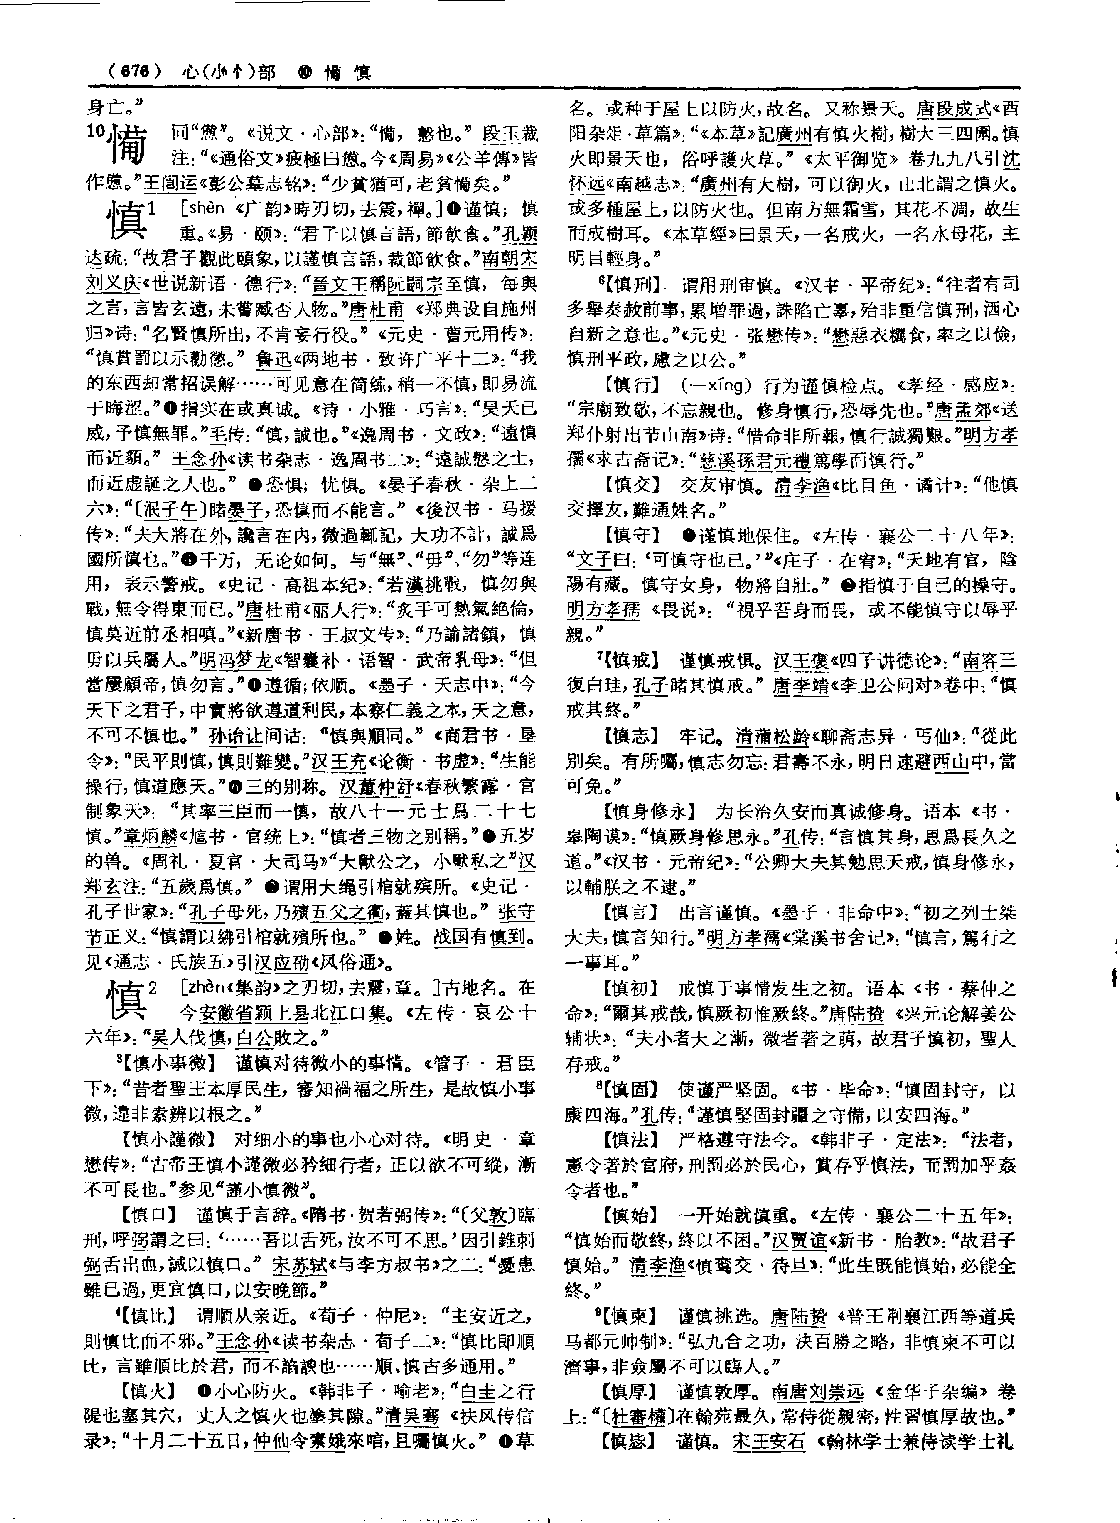 (676) 心(小忄)部 ❿ 㥶 慎
身亡。”
10㥶 同“憊”。《说文·心部》：“㥶，憊也。”段玉裁
注：“《通俗文》疲極曰憊。今《周易》《公羊傳》皆
作憊。”王闿运《彭公墓志铭》：“少貧猶可，老貧㥶矣。”
慎1 [shèn《广韵》時刃切，去震，禪。]❶谨慎；慎
重。《易·颐》：“君子以慎言語，節飲食。”孔颖
达疏：“故君子觀此頤象，以謹慎言語，裁節飲食。”南朝宋
刘义庆《世说新语·德行》：“晉文王稱阮嗣宗至慎，每與
之言，言皆玄遠，未嘗臧否人物。”唐杜甫《郑典设自施州
归》诗：“名賢慎所出，不肯妄行役。”《元史·曹元用传》：
“慎賞罰以示勸懲。”鲁迅《两地书·致许广平十二》：“我
的东西却常招误解……可见意在简练，稍一不慎，即易流
于晦涩。”❷指实在或真诚。《诗·小雅·巧言》：“昊天已
威，予慎無罪。”毛传：“慎，誠也。”《逸周书·文政》：“遠慎
而近藐。”王念孙《读书杂志·逸周书二》：“遠誠慤之士，
而近虛誕之人也。”❸恐惧；忧惧。《晏子春秋·杂上二
六》：“〔泯子午〕睹晏子，恐慎而不能言。”《後汉书·马援
传》：“夫大將在外，讒言在内，微過輒記，大功不計，誠爲
國所慎也。”❹千万，无论如何。与“無”、“毋”、“勿”等连
用，表示警戒。《史记·高祖本纪》：“若漢挑戰，慎勿與
戰，無令得東而已。”唐杜甫《丽人行》：“炙手可熱氣絶倫，
慎莫近前丞相嗔。”《新唐书·王叔文传》：“乃諭諸鎮，慎
毋以兵屬人。”明冯梦龙《智囊补·语智·武帝乳母》：“但
當屢顧帝，慎勿言。”❺遵循；依顺。《墨子·天志中》：“今
天下之君子，中實將欲遵道利民，本察仁義之本，天之意，
不可不慎也。”孙诒让间诂：“慎與順同。”《商君书·垦
令》：“民平則慎，慎則難變。”汉王充《论衡·书虚》：“生能
操行，慎道應天。”❻三的别称。汉董仲舒《春秋繁露·官
制象天》：“其率三臣而一慎，故八十一元士爲二十七
慎。”章炳麟《訄书·官统上》：“慎者三物之别稱。”❼五岁
的兽。《周礼·夏官·大司马》“大獸公之，小獸私之”汉
郑玄注：“五歲爲慎。”❽谓用大绳引棺就殡所。《史记·
孔子世家》：“孔子母死，乃殯五父之衢，蓋其慎也。”张守
节正义：“慎謂以綍引棺就殯所也。”❾姓。战国有慎到。
见《通志·氏族五》引汉应劭《风俗通》。
慎2 [zhèn《集韵》之刃切，去震，章。]古地名。在
今安徽省颍上县北江口集。《左传·哀公十
六年》：“吴人伐慎，白公敗之。”
3【慎小事微】 谨慎对待微小的事情。《管子·君臣
下》：“昔者聖王本厚民生，審知禍福之所生，是故慎小事
微，違非索辨以根之。”
【慎小謹微】 对细小的事也小心对待。《明史·章
懋传》：“古帝王慎小謹微必矜細行者，正以欲不可縱，漸
不可長也。”参见“謹小慎微”。
【慎口】 谨慎于言辞。《隋书·贺若弼传》：“〔父敦〕臨
刑，呼弼謂之曰：‘……吾以舌死，汝不可不思。’因引錐刺
弼舌出血，誡以慎口。”宋苏轼《与李方叔书》之二：“憂患
雖已過，更宜慎口，以安晚節。”
4【慎比】 谓顺从亲近。《荀子·仲尼》：“主安近之，
則慎比而不邪。”王念孙《读书杂志·荀子二》：“慎比即順
比，言雖順比於君，而不諂諛也……順、慎古多通用。”
【慎火】 ❶小心防火。《韩非子·喻老》：“白圭之行
隄也塞其穴，丈人之慎火也塗其隙。”清吴骞《扶风传信
录》：“十月二十五日，仲仙令素娥來喑，且囑慎火。”❷草
名。或种于屋上以防火，故名。又称景天。唐段成式《酉
阳杂俎·草篇》：“《本草》記廣州有慎火樹，樹大三四圍。慎
火即景天也，俗呼護火草。”《太平御览》卷九九八引沈
怀远《南越志》：“廣州有大樹，可以御火，山北謂之慎火。
或多種屋上，以防火也。但南方無霜雪，其花不凋，故生
而成樹耳。《本草經》曰景天，一名戒火，一名水母花，主
明目輕身。”
6【慎刑】 谓用刑审慎。《汉书·平帝纪》：“往者有司
多舉奏赦前事，累增罪過，誅陷亡辜，殆非重信慎刑，洒心
自新之意也。”《元史·张懋传》：“懋惡衣糲食，率之以儉，
慎刑平政，處之以公。”
【慎行】 (—xíng) 行为谨慎检点。《孝经·感应》：
“宗廟致敬，不忘親也。修身慎行，恐辱先也。”唐孟郊《送
郑仆射出节山南》诗：“惜命非所報，慎行誠獨艱。”明方孝
孺《求古斋记》：“慈溪孫君元禮篤學而慎行。”
【慎交】 交友审慎。清李渔《比目鱼·谲计》：“他慎
交擇友，難通姓名。”
【慎守】 ❶谨慎地保住。《左传·襄公二十八年》：
“文子曰：‘可慎守也已。’”《庄子·在宥》：“天地有官，陰
陽有藏。慎守女身，物將自壯。”❷指慎于自己的操守。
明方孝孺《畏说》：“視乎吾身而畏，或不能慎守以辱乎
親。”
7【慎戒】 谨慎戒惧。汉王褒《四子讲德论》：“南容三
復白珪，孔子睹其慎戒。”唐李靖《李卫公问对》卷中：“慎
戒其終。”
【慎志】 牢记。清蒲松龄《聊斋志异·丐仙》：“從此
别矣。有所囑，慎志勿忘：君壽不永，明日速避西山中，當
可免。”
【慎身修永】 为长治久安而真诚修身。语本《书·
皋陶谟》：“慎厥身修思永。”孔传：“言慎其身，思爲長久之
道。”《汉书·元帝纪》：“公卿大夫其勉思天戒，慎身修永，
以輔朕之不逮。”
【慎言】 出言谨慎。《墨子·非命中》：“初之列士桀
大夫，慎言知行。”明方孝孺《棠溪书舍记》：“慎言，篤行之
一事耳。”
【慎初】 戒慎于事情发生之初。语本《书·蔡仲之
命》：“爾其戒哉，慎厥初惟厥終。”唐陆贽《兴元论解姜公
辅状》：“夫小者大之漸，微者著之萌，故君子慎初，聖人
存戒。”
8【慎固】 使谨严坚固。《书·毕命》：“慎固封守，以
康四海。”孔传：“謹慎堅固封疆之守備，以安四海。”
【慎法】 严格遵守法令。《韩非子·定法》：“法者，
憲令著於官府，刑罰必於民心，賞存乎慎法，而罰加乎姦
令者也。”
【慎始】 一开始就慎重。《左传·襄公二十五年》：
“慎始而敬終，終以不困。”汉贾谊《新书·胎教》：“故君子
慎始。”清李渔《慎鸾交·待旦》：“此生既能慎始，必能全
終。”
9【慎柬】 谨慎挑选。唐陆贽《普王荆襄江西等道兵
马都元帅制》：“弘九合之功，决百勝之略，非慎柬不可以
濟事，非僉屬不可以臨人。”
【慎厚】 谨慎敦厚。南唐刘崇远《金华子杂编》卷
上：“〔杜審權〕在翰苑最久，常侍從親密，性習慎厚故也。”
【慎毖】 谨慎。宋王安石《翰林学士兼侍读学士礼